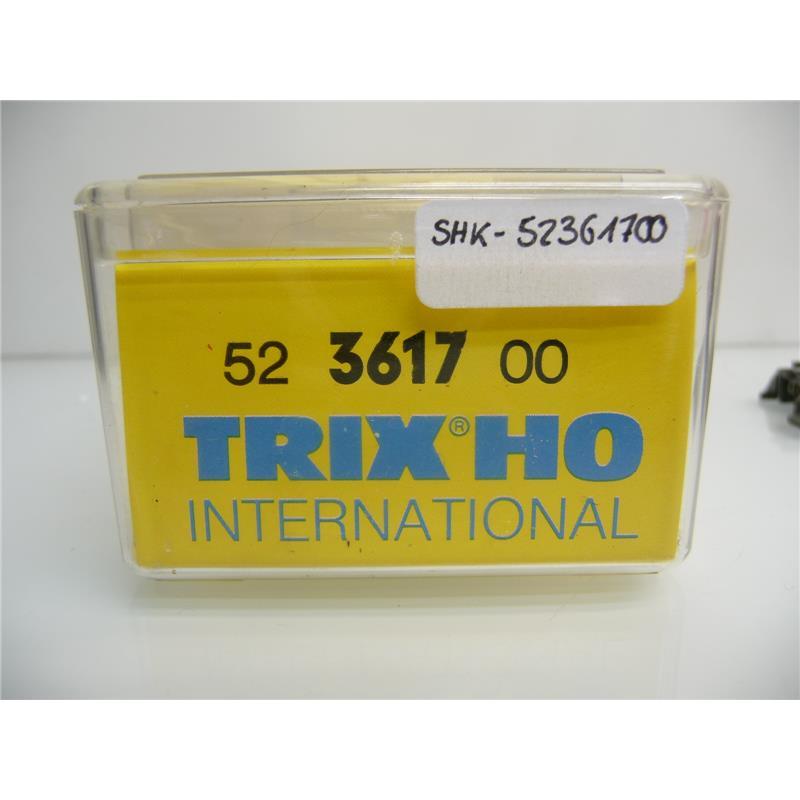 SHK-52361700
52 3617 00
TRIX® HO
INTERNATIONAL